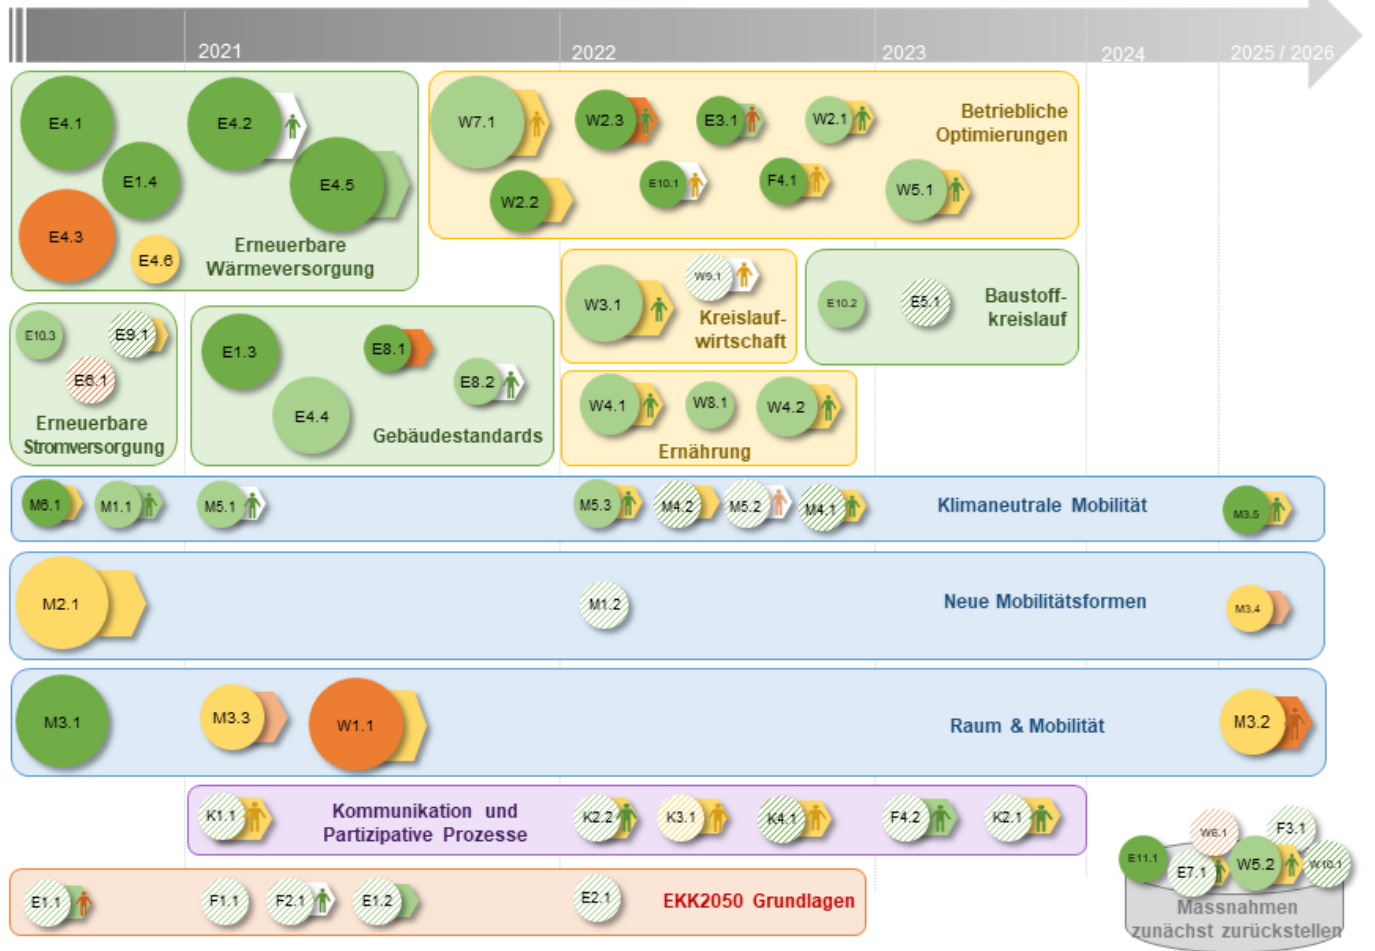 2021
2022
2023
2024
2025 / 2026
E4.1
E4.2
E1.4
E4.5
E4.3
E4.6
Erneuerbare
Wärmeversorgung
W7.1
W2.3
E3.1
W2.1
Betriebliche
Optimierungen
W2.2
E10.1
F4.1
W5.1
W3.1
W9.1
Kreislauf-
wirtschaft
E10.2
E5.1
Baustoff-
kreislauf
E10.3
E9.1
E6.1
Erneuerbare
Stromversorgung
E1.3
E8.1
E8.2
E4.4
Gebäudestandards
W4.1
W8.1
W4.2
Ernährung
M6.1
M1.1
M5.1
M5.3
M4.2
M5.2
M4.1
Klimaneutrale Mobilität
M3.5
M2.1
M1.2
Neue Mobilitätsformen
M3.4
M3.1
M3.3
W1.1
Raum & Mobilität
M3.2
K1.1
Kommunikation und
Partizipative Prozesse
K2.2
K3.1
K4.1
F4.2
K2.1
E1.1
F1.1
F2.1
E1.2
E2.1
EKK2050 Grundlagen
W6.1
F3.1
E11.1
E7.1
W5.2
W10.1
Massnahmen
zunächst zurückstellen